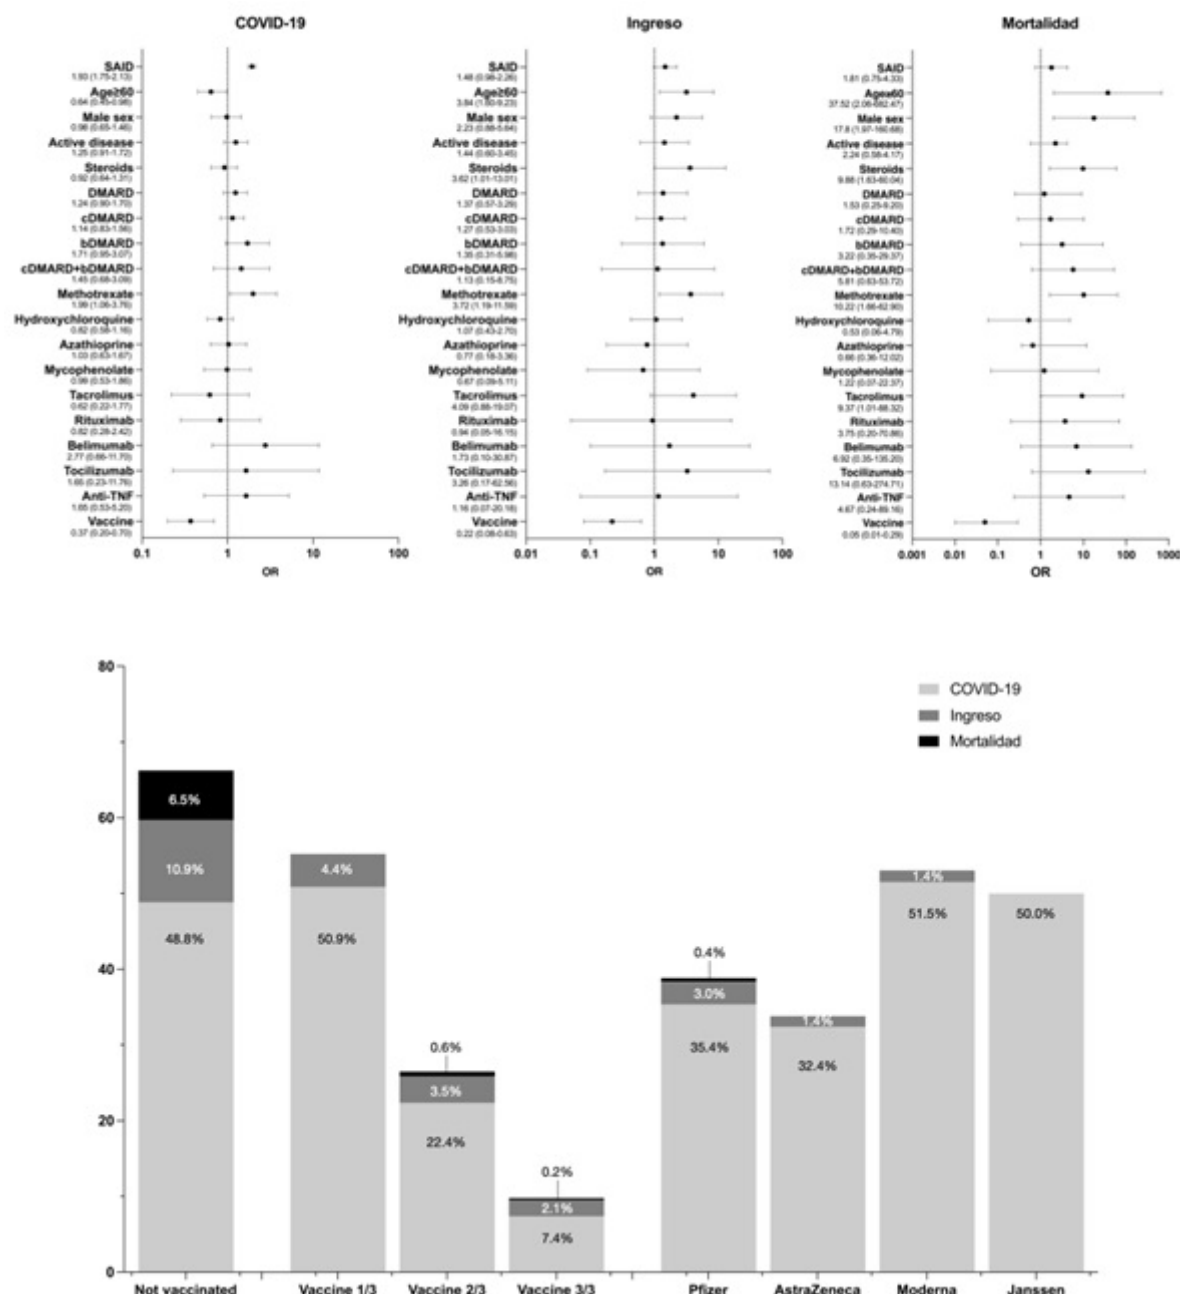 COVID-19
SAID
1.93 (1.75-2.13)
Age≥60
0.64 (0.45-0.98)
Male sex
0.98 (0.65-1.46)
Active disease
1.25 (0.91-1.72)
Steroids
0.92 (0.64-1.31)
DMARD
1.24 (0.90-1.70)
cDMARD
1.14 (0.83-1.56)
bDMARD
1.71 (0.95-3.07)
cDMARD+bDMARD
1.45 (0.68-3.09)
Methotrexate
1.99 (1.06-3.76)
Hydroxychloroquine
0.82 (0.58-1.16)
Azathioprine
1.03 (0.63-1.67)
Mycophenolate
0.99 (0.53-1.86)
Tacrolimus
0.62 (0.22-1.77)
Rituximab
0.82 (0.28-2.42)
Belimumab
2.77 (0.66-11.70)
Tocilizumab
1.65 (0.23-11.76)
Anti-TNF
1.65 (0.53-5.20)
Vaccine
0.37 (0.20-0.70)
0.1 1 10 100
OR
Ingreso
SAID
1.48 (0.98-2.26)
Age≥60
3.84 (1.60-9.23)
Male sex
2.23 (0.88-5.64)
Active disease
1.44 (0.60-3.45)
Steroids
3.62 (1.01-13.01)
DMARD
1.37 (0.57-3.29)
cDMARD
1.27 (0.53-3.03)
bDMARD
1.36 (0.31-5.98)
cDMARD+bDMARD
1.13 (0.15-8.75)
Methotrexate
3.72 (1.19-11.59)
Hydroxychloroquine
1.07 (0.43-2.70)
Azathioprine
0.77 (0.18-3.36)
Mycophenolate
0.67 (0.09-5.11)
Tacrolimus
4.09 (0.88-19.07)
Rituximab
0.94 (0.05-16.15)
Belimumab
1.73 (0.10-30.87)
Tocilizumab
3.26 (0.17-62.56)
Anti-TNF
1.16 (0.07-20.18)
Vaccine
0.22 (0.08-0.63)
0.01 0.1 1 10 100
OR
Mortalidad
SAID
1.81 (0.75-4.33)
Age≥60
37.52 (2.06-682.47)
Male sex
17.8 (1.97-160.68)
Active disease
2.24 (0.58-4.17)
Steroids
9.88 (1.63-60.04)
DMARD
1.53 (0.25-9.20)
cDMARD
1.72 (0.29-10.40)
bDMARD
3.22 (0.35-29.37)
cDMARD+bDMARD
5.81 (0.63-53.72)
Methotrexate
10.22 (1.66-62.90)
Hydroxychloroquine
0.53 (0.06-4.79)
Azathioprine
0.66 (0.36-12.02)
Mycophenolate
1.22 (0.07-22.37)
Tacrolimus
9.37 (1.01-88.32)
Rituximab
3.75 (0.20-70.86)
Belimumab
6.92 (0.35-135.20)
Tocilizumab
13.14 (0.63-274.71)
Anti-TNF
4.67 (0.24-89.16)
Vaccine
0.05 (0.01-0.29)
0.001 0.01 0.1 1 10 100 1000
OR
80
60
40
20
0
COVID-19
Ingreso
Mortalidad
6.5%
10.9%
48.8%
4.4%
50.9%
0.6%
3.5%
22.4%
0.2%
2.1%
7.4%
0.4%
3.0%
35.4%
1.4%
32.4%
1.4%
51.5%
50.0%
Not vaccinated Vaccine 1/3 Vaccine 2/3 Vaccine 3/3 Pfizer AstraZeneca Moderna Janssen